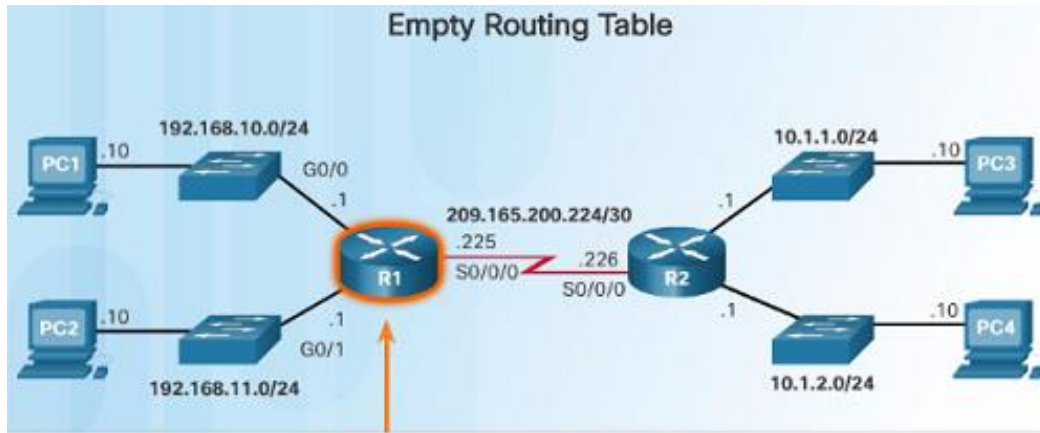 Empty Routing Table
192.168.10.0/24
10.1.1.0/24
PC1
.10
G0/0
.10
PC3
.1
209.165.200.224/30
.1
.225
R1
S0/0/0
.226
S0/0/0
R2
PC2
.10
.1
G0/1
.1
.10
PC4
192.168.11.0/24
10.1.2.0/24